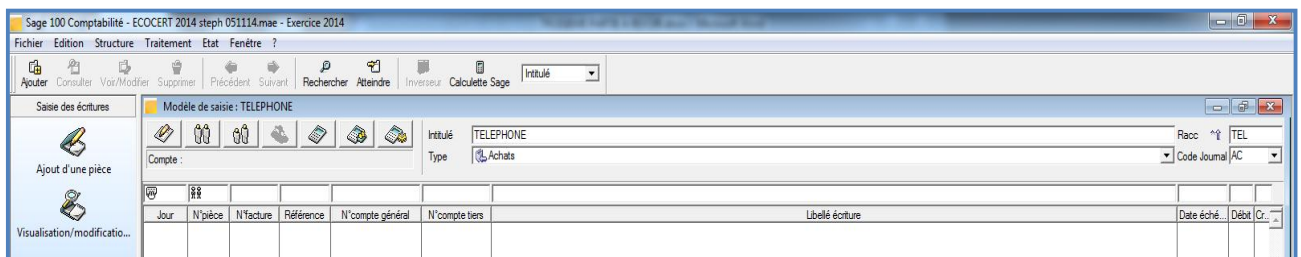 Sage 100 Comptabilité - ECOCERT 2014 steph 051114.mae - Exercice 2014
Fichier Edition Structure Traitement Etat Fenêtre ?
Ajouter Consulter Voir/Modifier Supprimer Précédent Suivant Rechercher Atteindre Inverseur Calculette Sage Intitulé
Saisie des écritures
Modèle de saisie : TELEPHONE
Intitulé TELEPHONE Racc TEL
Compte : Type Achats Code Journal AC
Ajout d'une pièce
Jour N°pièce N°facture Référence N°compte général N°compte tiers Libellé écriture Date éché... Débit Cr...
Visualisation/modificatio...